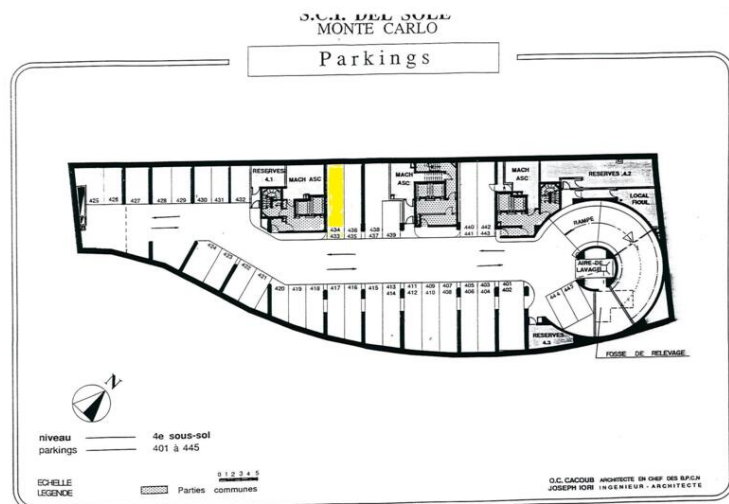 S.C.I. DEL SOLE
MONTE CARLO
Parkings
RESERVES
4.1
MACH ASC
MACH
ASC
MACH
ASC
RESERVES .4.2
LOCAL
FIOUL
425 426 427 428 429 430 431 432
434 436 438
433 435 437 439
440 442
441 443
RAMPE
AIRE-DE
LAVAGE
424 423 422 421
420 419 418 417 416 415 413 411 409 407 405 403 401
414 412 410 408 406 404 402
444 445
RESERVES
4.3
FOSSE DE RELEVAGE
N
niveau 4e sous-sol
parkings 401 à 445
ECHELLE 0 1 2 3 4 5
LEGENDE Parties communes
O.C. CACOUB ARCHITECTE EN CHEF DES B.P.C.N
JOSEPH IORI INGENIEUR - ARCHITECTE